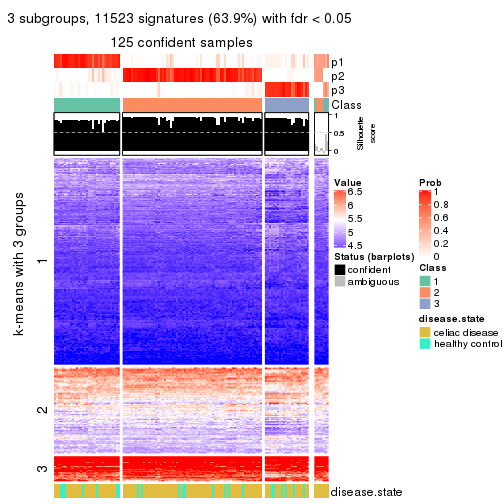 3 subgroups, 11523 signatures (63.9%) with fdr < 0.05
125 confident samples
p1
p2
p3
Class
1
0.5
0
Silhouette
score
k-means with 3 groups
1
2
3
disease.state
Value
6.5
6
5.5
5
4.5
Status (barplots)
confident
ambiguous
Prob
1
0.8
0.6
0.4
0.2
0
Class
1
2
3
disease.state
celiac disease
healthy control